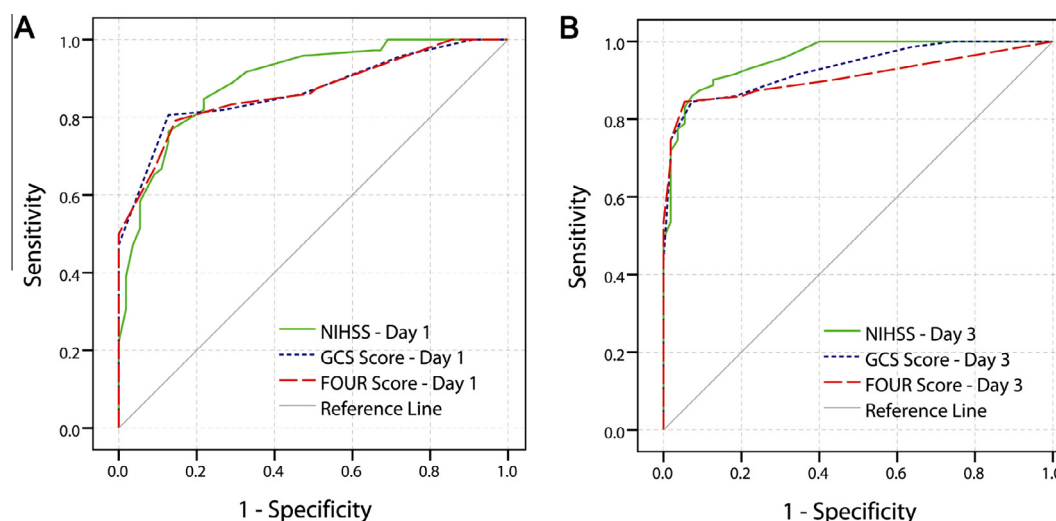 A
Sensitivity
1.0
0.8
0.6
0.4
0.2
0.0
NIHSS - Day 1
GCS Score - Day 1
FOUR Score - Day 1
Reference Line
0.0 0.2 0.4 0.6 0.8 1.0
1 - Specificity
B
Sensitivity
1.0
0.8
0.6
0.4
0.2
0.0
NIHSS - Day 3
GCS Score - Day 3
FOUR Score - Day 3
Reference Line
0.0 0.2 0.4 0.6 0.8 1.0
1 - Specificity